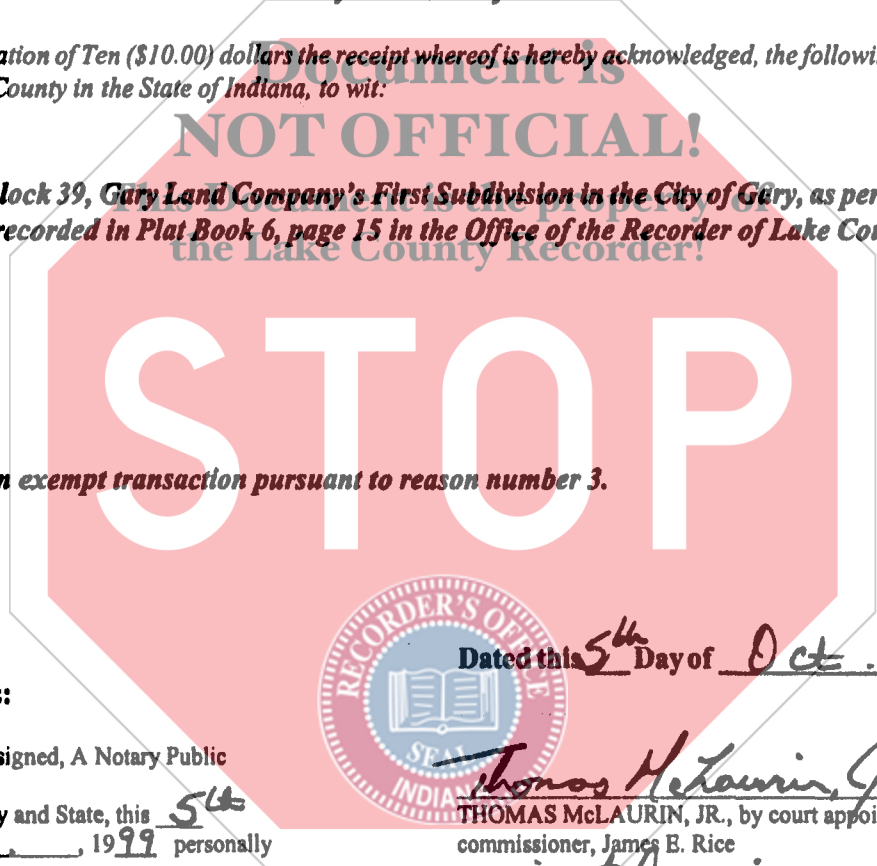 ation of Ten ($10.00) dollars the receipt whereof is hereby acknowledged, the followi
County in the State of Indiana, to wit:
Document is
NOT OFFICIAL!
This Document is the property of
the Lake County Recorder!
lock 39, Gary Land Company's First Subdivision in the City of Gary, as per
recorded in Plat Book 6, page 15 in the Office of the Recorder of Lake Cou
STOP
n exempt transaction pursuant to reason number 3.
RECORDER'S OFFICE
SEAL
INDIANA
Dated this 5th Day of Oct.
s:
signed, A Notary Public
y and State, this 5th
, 1999 personally
Thomas McLaurin, J
THOMAS McLAURIN, JR., by court appoi
commissioner, James E. Rice